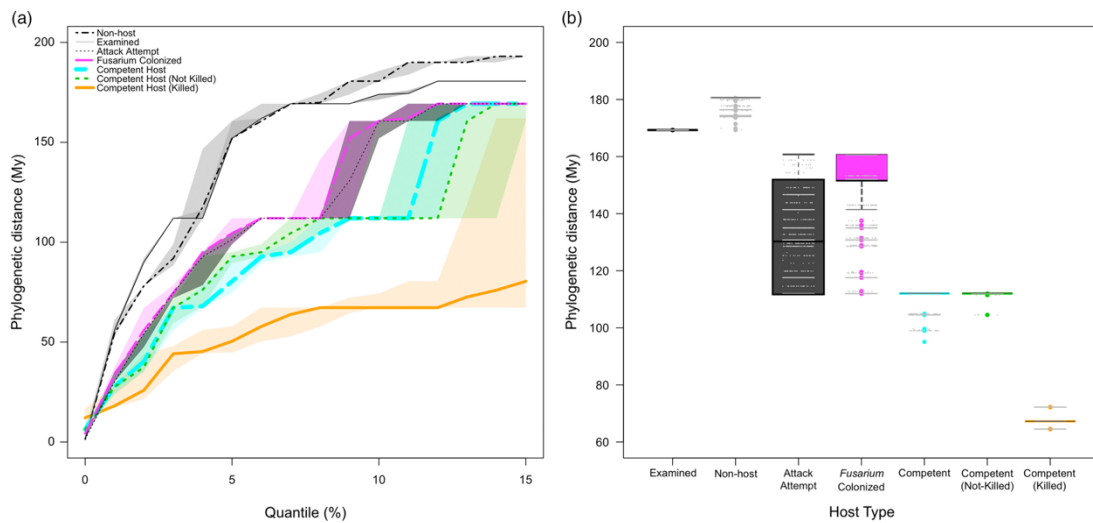 (a)
Non-host
Examined
Attack Attempt
Fusarium Colonized
Competent Host
Competent Host (Not Killed)
Competent Host (Killed)
200
150
100
50
0
Phylogenetic distance (My)
0 5 10 15
Quantile (%)
(b)
200
180
160
140
120
100
80
60
Phylogenetic distance (My)
Examined Non-host Attack Fusarium Competent Competent Competent
Attempt Colonized (Not-Killed) (Killed)
Host Type